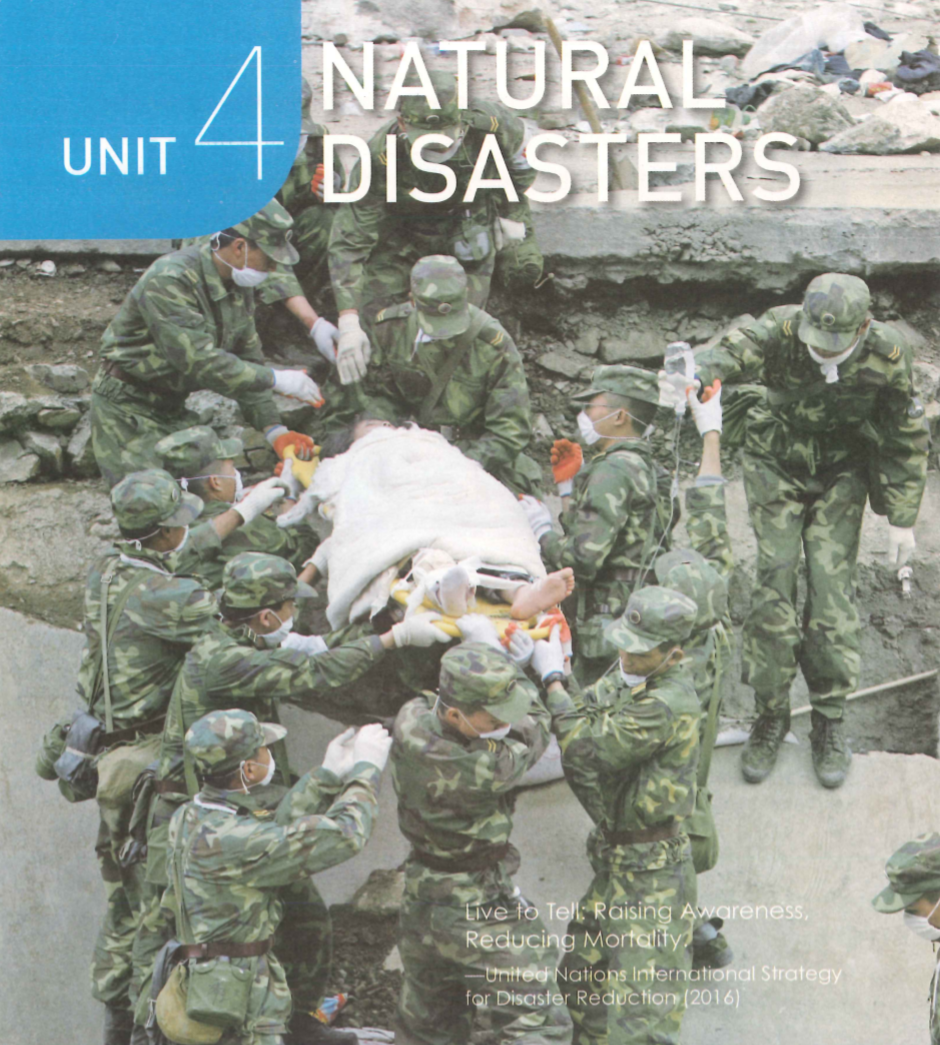 UNIT 4
NATURAL
DISASTERS
Live to Tell: Raising Awareness,
Reducing Mortality.
—United Nations International Strategy
for Disaster Reduction (2016)